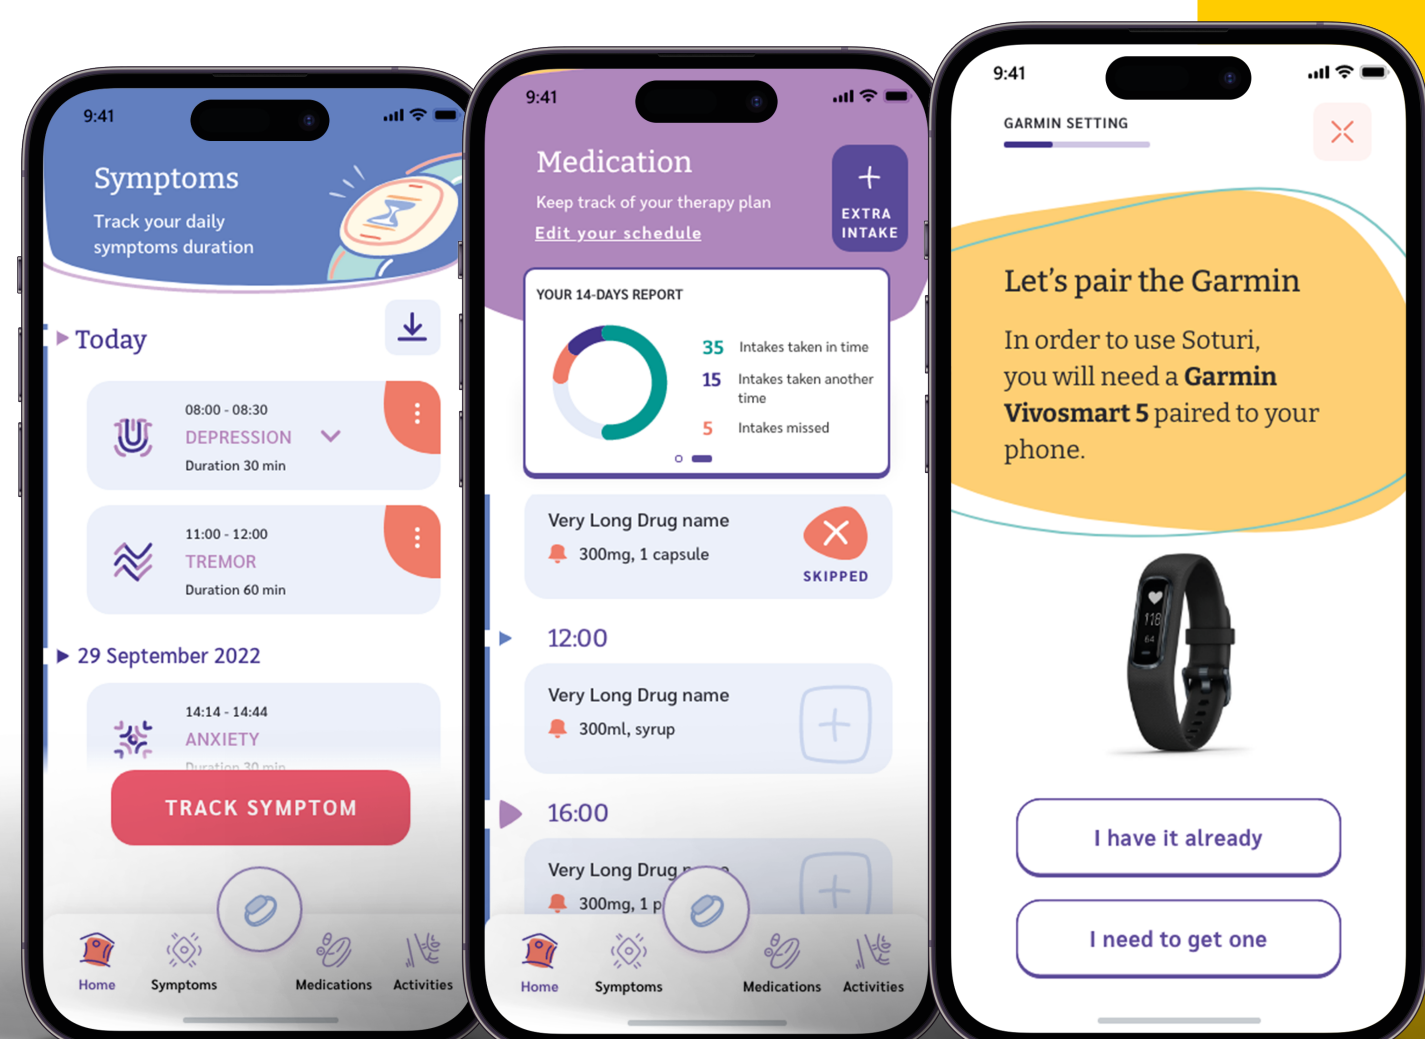 9:41
Symptoms
Track your daily
symptoms duration
Today
08:00 - 08:30
DEPRESSION
Duration 30 min
11:00 - 12:00
TREMOR
Duration 60 min
29 September 2022
14:14 - 14:44
ANXIETY
Duration 30 min
TRACK SYMPTOM
Home
Symptoms
Medications
Activities
9:41
Medication
Keep track of your therapy plan
Edit your schedule
EXTRA
INTAKE
YOUR 14-DAYS REPORT
35 Intakes taken in time
15 Intakes taken another
time
5 Intakes missed
Very Long Drug name
300mg, 1 capsule
SKIPPED
12:00
Very Long Drug name
300ml, syrup
16:00
Very Long Drug
300mg, 1 p
Home
Symptoms
Medications
Activities
9:41
GARMIN SETTING
Let's pair the Garmin
In order to use Soturi,
you will need a Garmin
Vivosmart 5 paired to your
phone.
118
64
I have it already
I need to get one